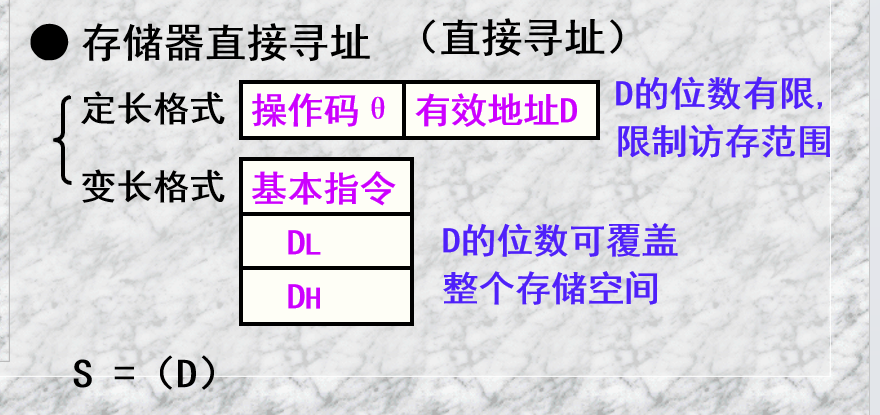 ● 存储器直接寻址 （直接寻址）
定长格式 操作码 θ 有效地址D D的位数有限,
限制访存范围
变长格式 基本指令
DL D的位数可覆盖
DH 整个存储空间
S =（D）